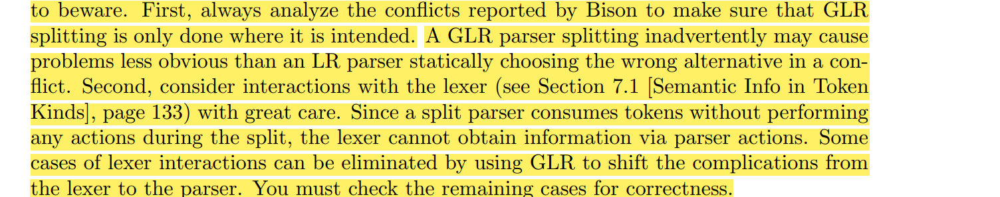 to beware. First, always analyze the conflicts reported by Bison to make sure that GLR
splitting is only done where it is intended. A GLR parser splitting inadvertently may cause
problems less obvious than an LR parser statically choosing the wrong alternative in a con-
flict. Second, consider interactions with the lexer (see Section 7.1 [Semantic Info in Token
Kinds], page 133) with great care. Since a split parser consumes tokens without performing
any actions during the split, the lexer cannot obtain information via parser actions. Some
cases of lexer interactions can be eliminated by using GLR to shift the complications from
the lexer to the parser. You must check the remaining cases for correctness.